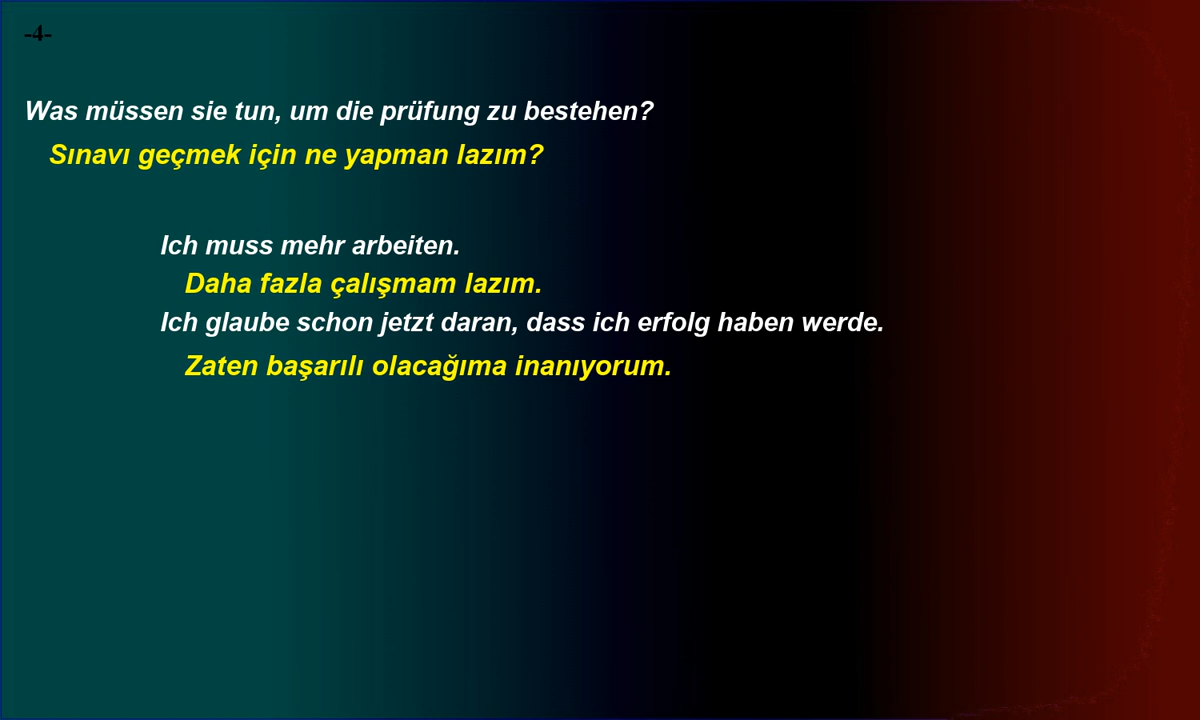 -4-
Was müssen sie tun, um die prüfung zu bestehen?
Sınavı geçmek için ne yapman lazım?
Ich muss mehr arbeiten.
Daha fazla çalışmam lazım.
Ich glaube schon jetzt daran, dass ich erfolg haben werde.
Zaten başarılı olacağıma inanıyorum.